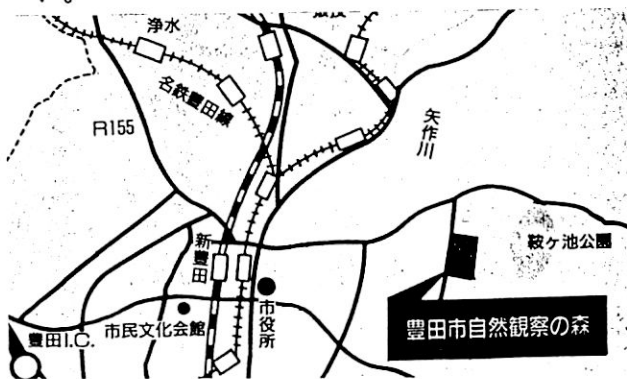 浄水
名鉄豊田線
R155
矢作川
鞍ヶ池公園
新豊田
市役所
市民文化会館
豊田I.C.
豊田市自然観察の森